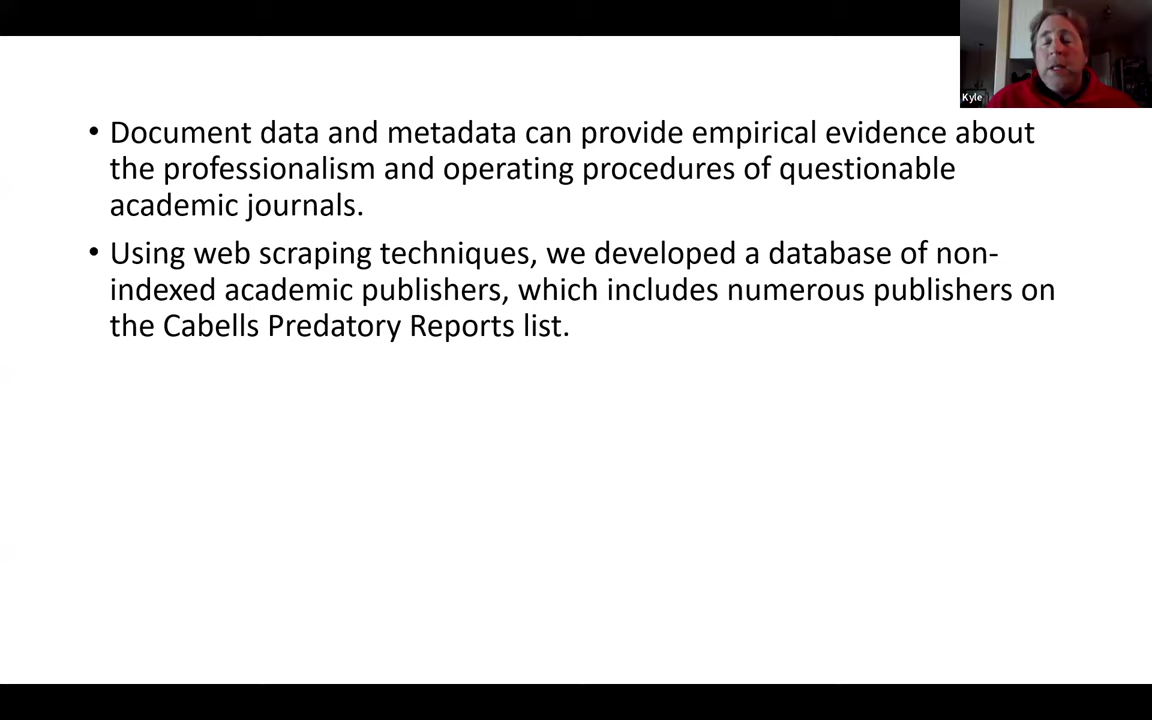 Kyle
• Document data and metadata can provide empirical evidence about
the professionalism and operating procedures of questionable
academic journals.
• Using web scraping techniques, we developed a database of non-
indexed academic publishers, which includes numerous publishers on
the Cabells Predatory Reports list.